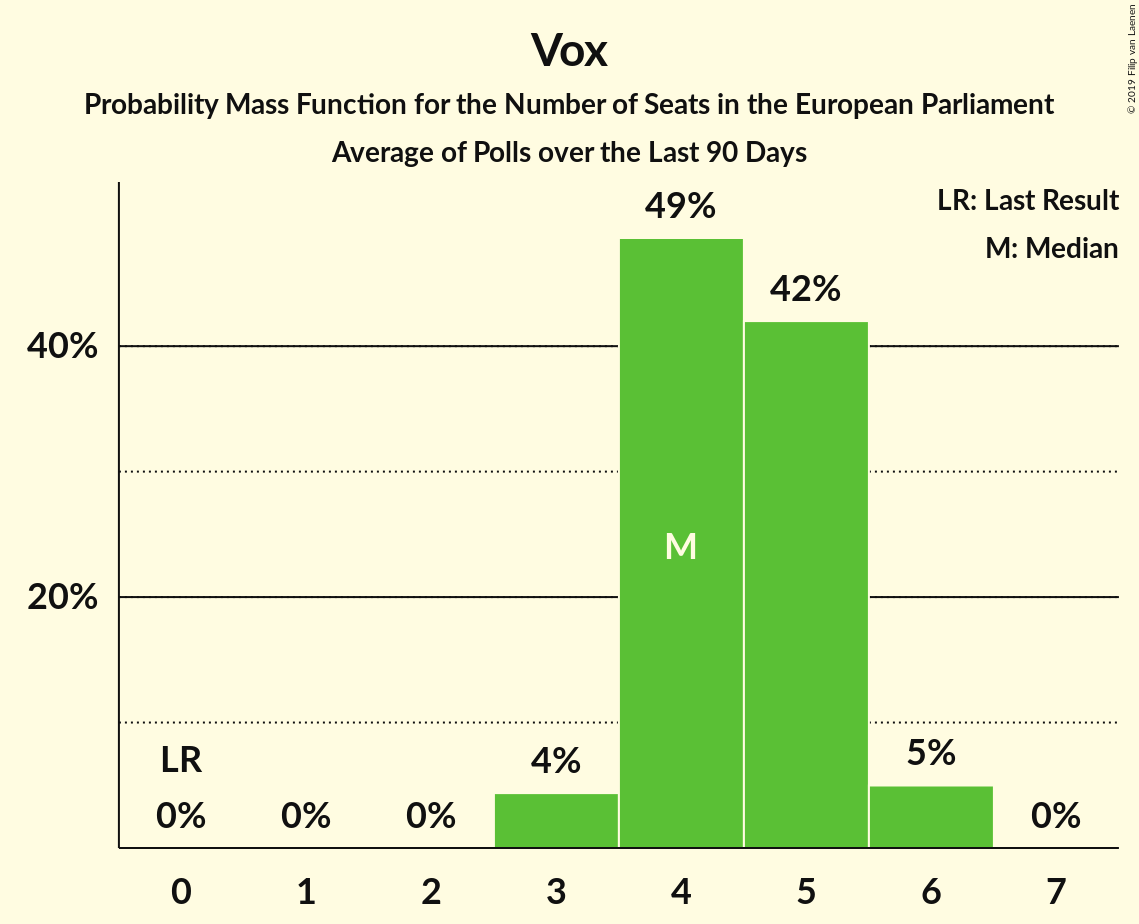 Vox
Probability Mass Function for the Number of Seats in the European Parliament
Average of Polls over the Last 90 Days
© 2019 Filip van Laenen
LR: Last Result
M: Median
49%
42%
40%
M
20%
LR
4%
5%
0%
0%
0%
0%
0
1
2
3
4
5
6
7